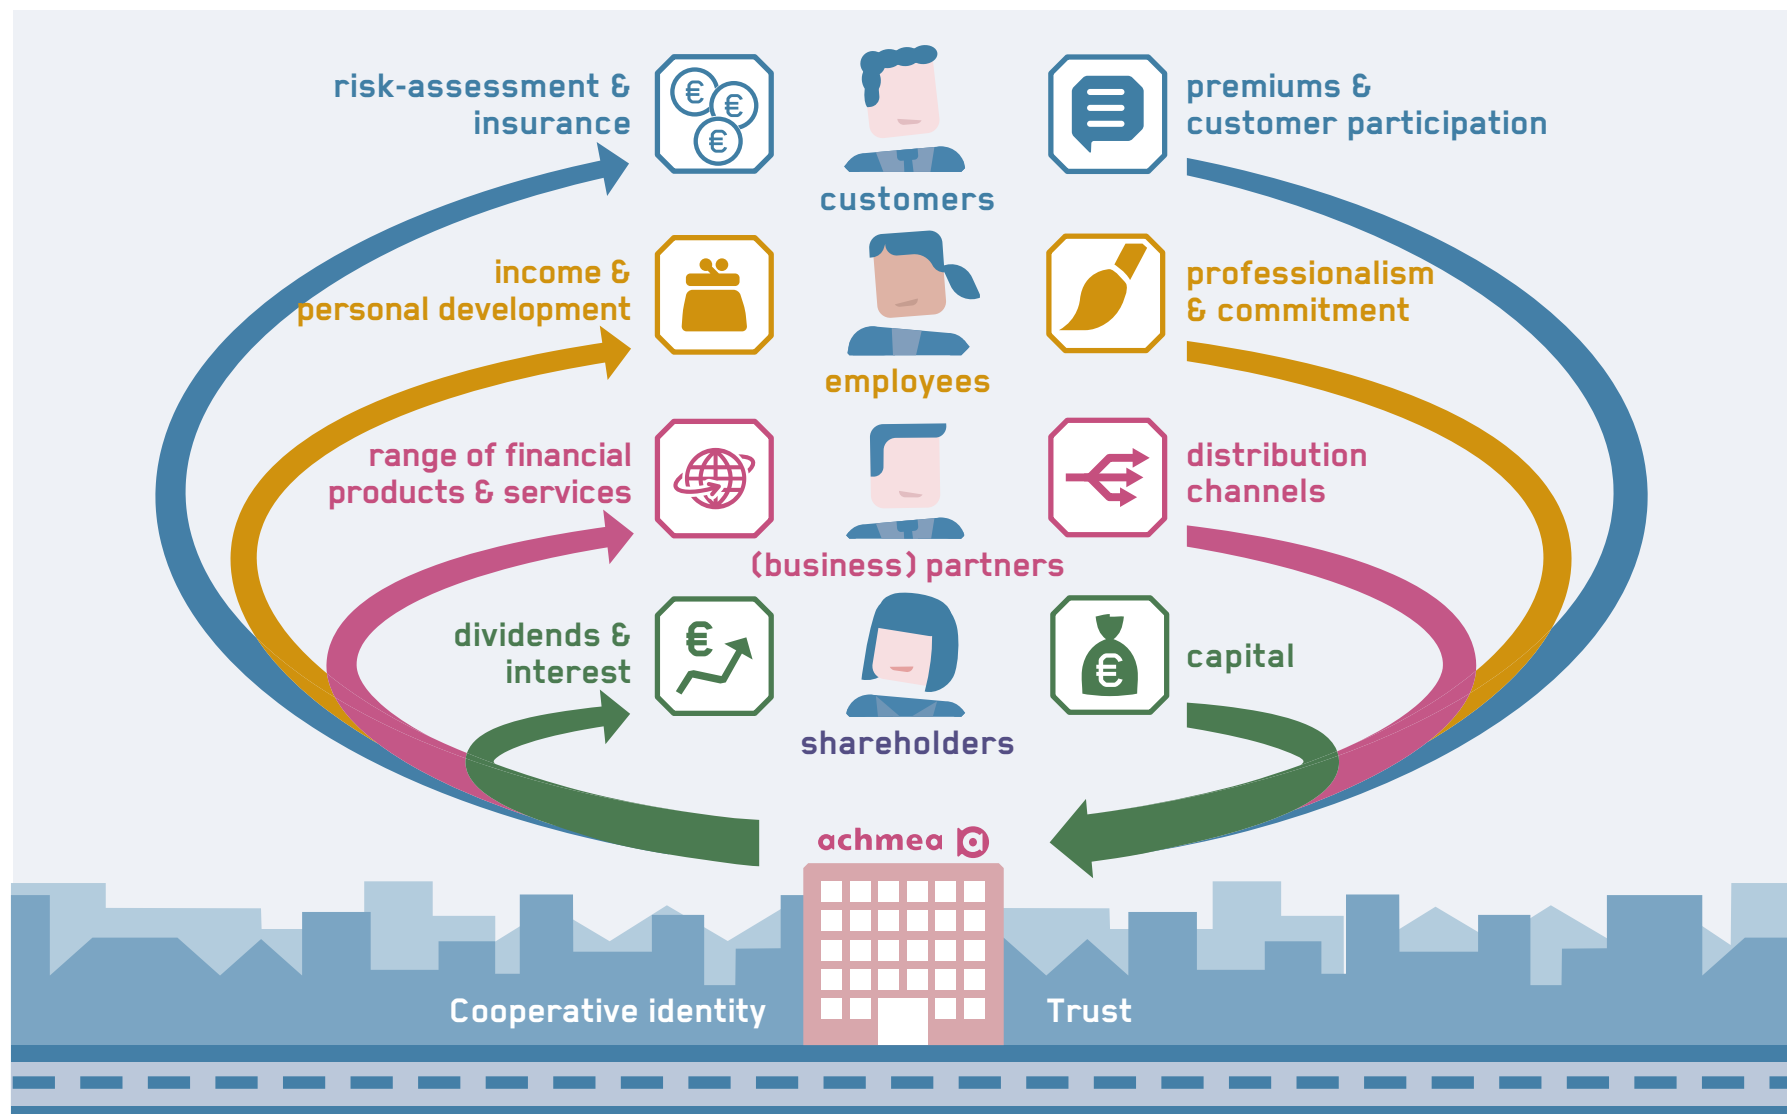 risk-assessment &
insurance
premiums &
customer participation
customers
income &
personal development
professionalism
& commitment
employees
range of financial
products & services
distribution
channels
(business) partners
dividends &
interest
capital
shareholders
achmea
Cooperative identity
Trust
€
€
€
€
€